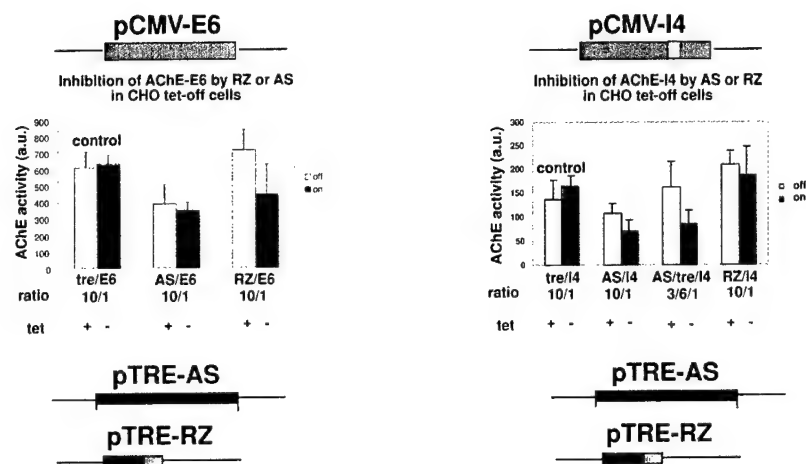 pCMV-E6
Inhibition of AChE-E6 by RZ or AS
in CHO tet-off cells
AChE activity (a.u.)
900
800
700
600
500
400
300
200
100
0
control
off
on
tre/E6 AS/E6 RZ/E6
ratio 10/1 10/1 10/1
tet + - + - + -
pTRE-AS
pTRE-RZ
pCMV-I4
Inhibition of AChE-I4 by AS or RZ
in CHO tet-off cells
AChE activity (a.u.)
300
250
200
150
100
50
0
control
off
on
tre/I4 AS/I4 AS/tre/I4 RZ/I4
ratio 10/1 10/1 3/6/1 10/1
tet + - + - + - + -
pTRE-AS
pTRE-RZ